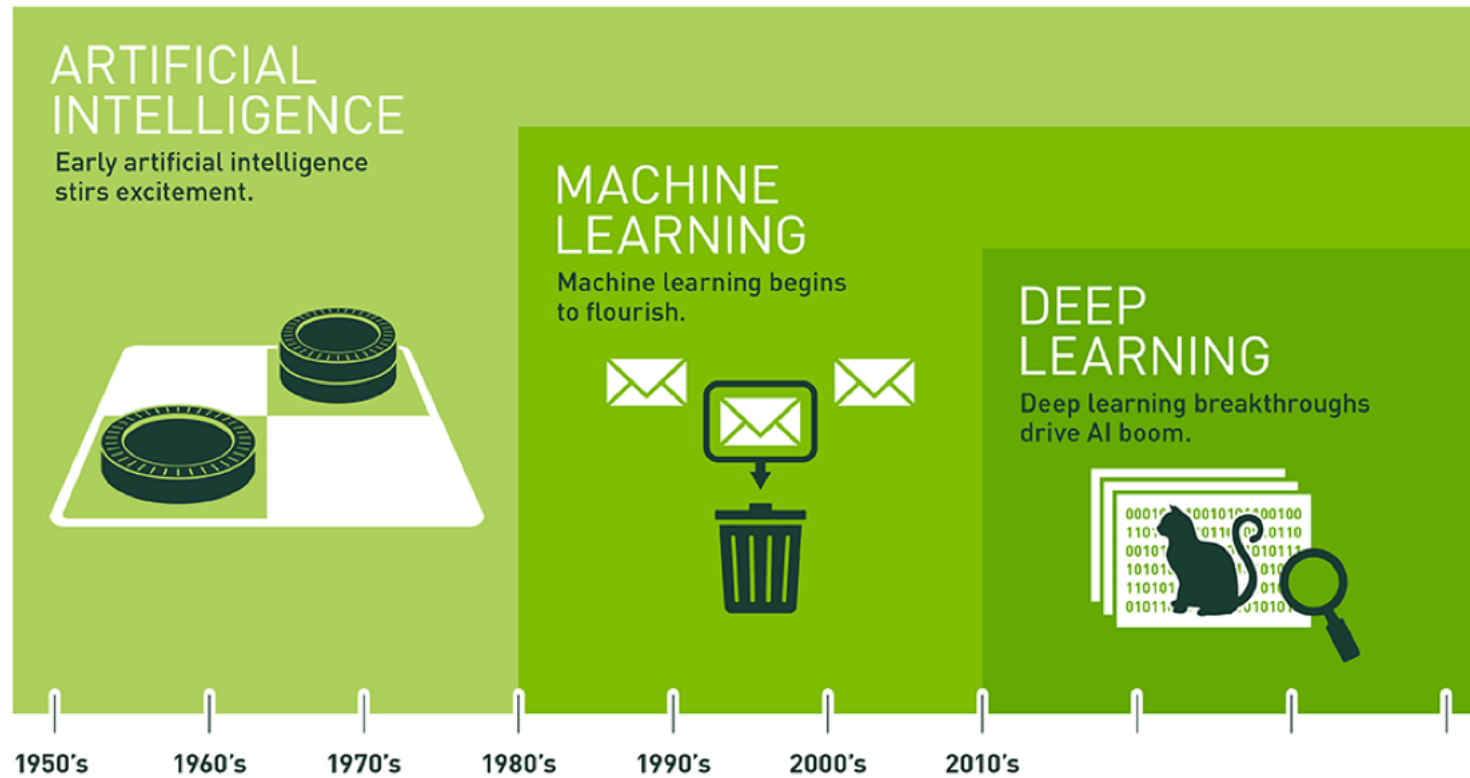 ARTIFICIAL
INTELLIGENCE
Early artificial intelligence
stirs excitement.
MACHINE
LEARNING
Machine learning begins
to flourish.
DEEP
LEARNING
Deep learning breakthroughs
drive AI boom.
1950's
1960's
1970's
1980's
1990's
2000's
2010's